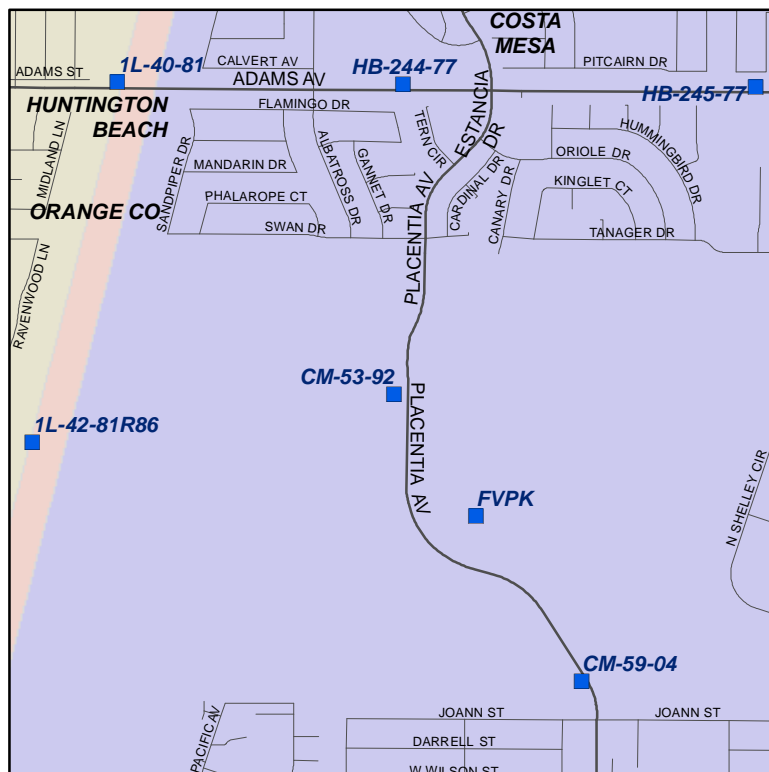 COSTA
MESA
1L-40-81
CALVERT AV
HB-244-77
PITCAIRN DR
ADAMS ST
ADAMS AV
HB-245-77
HUNTINGTON
BEACH
FLAMINGO DR
MIDLAND LN
SANDPIPER DR
ALBATROSS DR
GANNET DR
TERN CIR
ESTANCIA
DR
HUMMINGBIRD DR
MANDARIN DR
ORIOLE DR
CARDINAL DR
CANARY DR
KINGLET CT
PHALAROPE CT
ORANGE CO
SWAN DR
PLACENTIA AV
TANAGER DR
RAVENWOOD LN
CM-53-92
PLACENTIA AV
1L-42-81R86
FVPK
N SHELLEY CIR
CM-59-04
PACIFIC AV
JOANN ST
JOANN ST
DARRELL ST
W WILSON ST